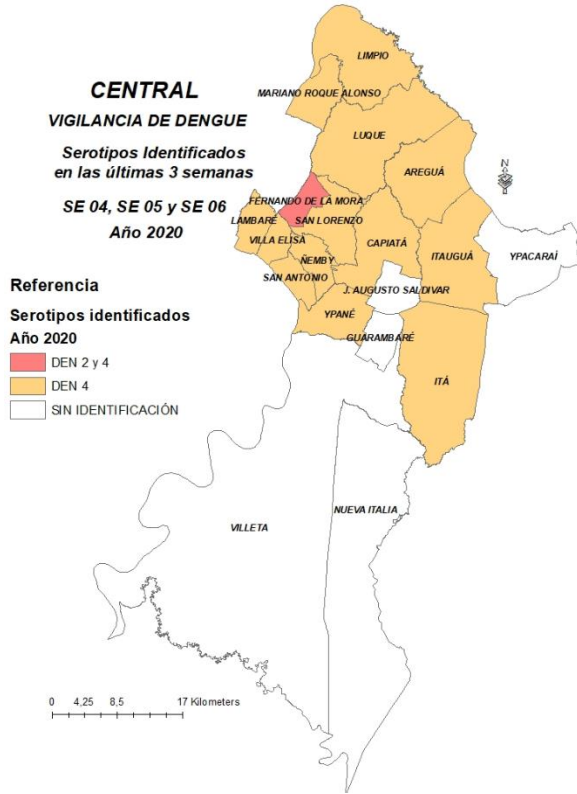 CENTRAL
VIGILANCIA DE DENGUE
Serotipos Identificados
en las últimas 3 semanas
SE 04, SE 05 y SE 06
Año 2020
Referencia
Serotipos identificados
Año 2020
DEN 2 y 4
DEN 4
SIN IDENTIFICACIÓN
LIMPIO
MARIANO ROQUE ALONSO
LUQUE
AREGUÁ
N
FERNANDO DE LA MORA
LAMBARÉ
SAN LORENZO
VILLA ELISA
CAPIATÁ
ITAUGUÁ
YPACARAÍ
ÑEMBY
SAN ANTONIO
J. AUGUSTO SALDIVAR
YPANÉ
GUARAMBARÉ
ITÁ
NUEVA ITALIA
VILLETA
0 4,25 8,5 17 Kilometers